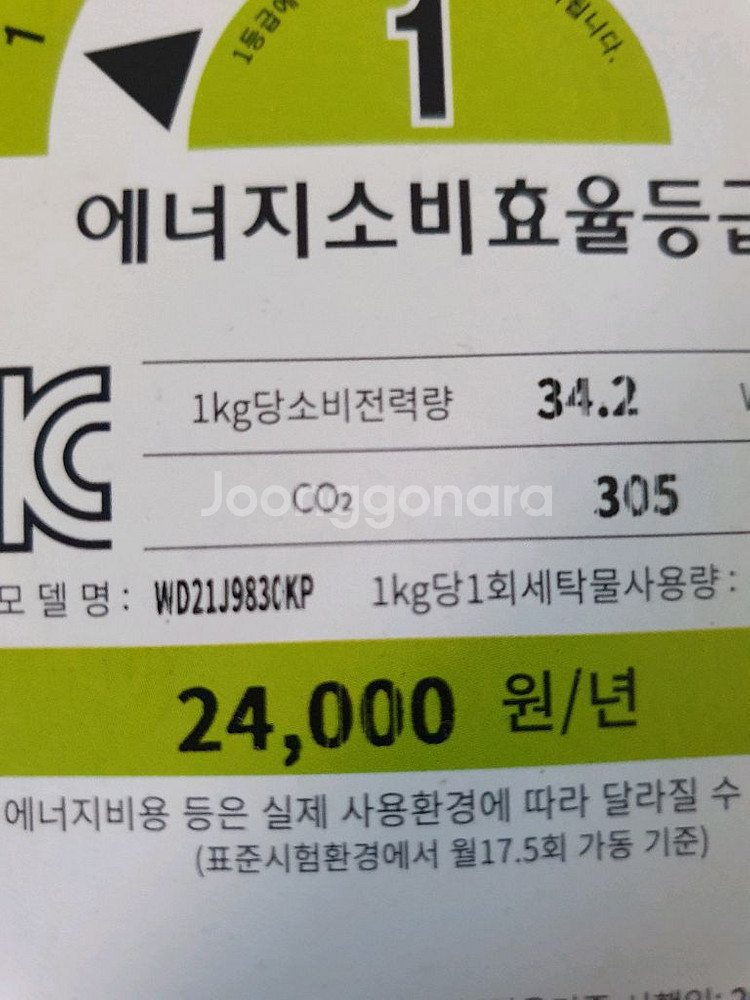 1
1등급에
됩니다.
1
에너지소비효율등급
1kg당소비전력량 34.2
CO₂ 305
Joonggonara
모델명 : WD21J983CKP 1kg당1회세탁물사용량 :
24,000 원/년
에너지비용 등은 실제 사용환경에 따라 달라질 수
(표준시험환경에서 월17.5회 가동 기준)